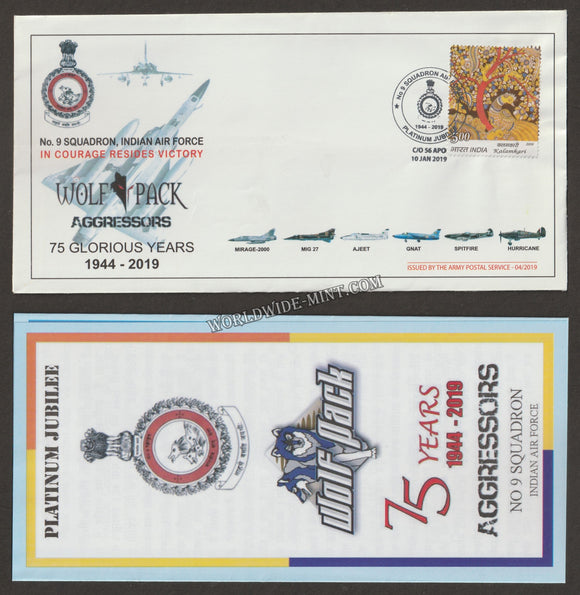 No. 9 SQUADRON, INDIAN AIR FORCE
IN COURAGE RESIDES VICTORY
WOLF PACK
AGGRESSORS
75 GLORIOUS YEARS
1944 - 2019
No 9 SQUADRON AIR
1944 - 2019
PLATINUM JUBILEE
C/O 56 APO
10 JAN 2019
500
कलमकारी
Kalamkari
भारत INDIA
MIRAGE-2000 MIG 27 AJEET GNAT SPITFIRE HURRICANE
ISSUED BY THE ARMY POSTAL SERVICE - 04/2019
WORLDWIDE-MINT.COM
PLATINUM JUBILEE
Wolf Pack
75 YEARS
1944 - 2019
AGGRESSORS
NO 9 SQUADRON
INDIAN AIR FORCE